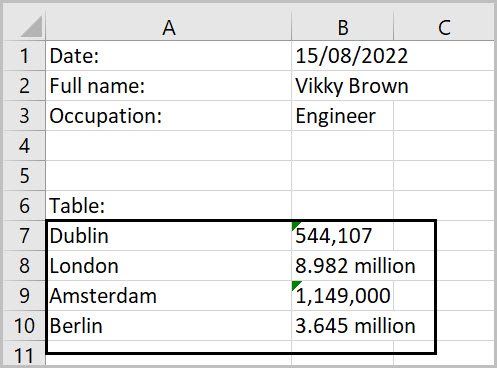 A B C
1 Date: 15/08/2022
2 Full name: Vikky Brown
3 Occupation: Engineer
4
5
6 Table:
7 Dublin 544,107
8 London 8.982 million
9 Amsterdam 1,149,000
10 Berlin 3.645 million
11